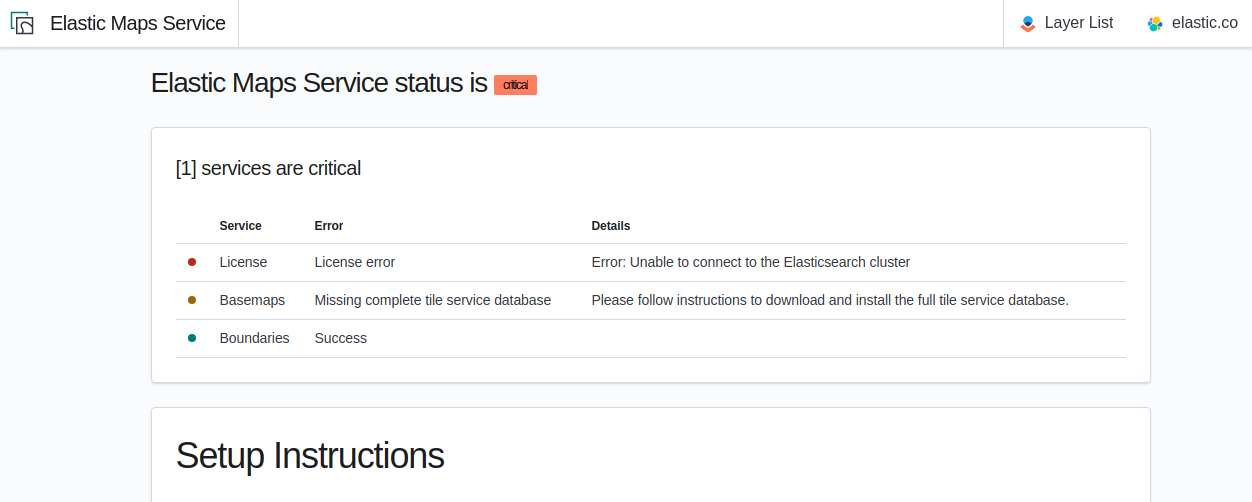 Elastic Maps Service
Layer List
elastic.co
Elastic Maps Service status is critical
[1] services are critical
Service Error Details
License License error Error: Unable to connect to the Elasticsearch cluster
Basemaps Missing complete tile service database Please follow instructions to download and install the full tile service database.
Boundaries Success
Setup Instructions